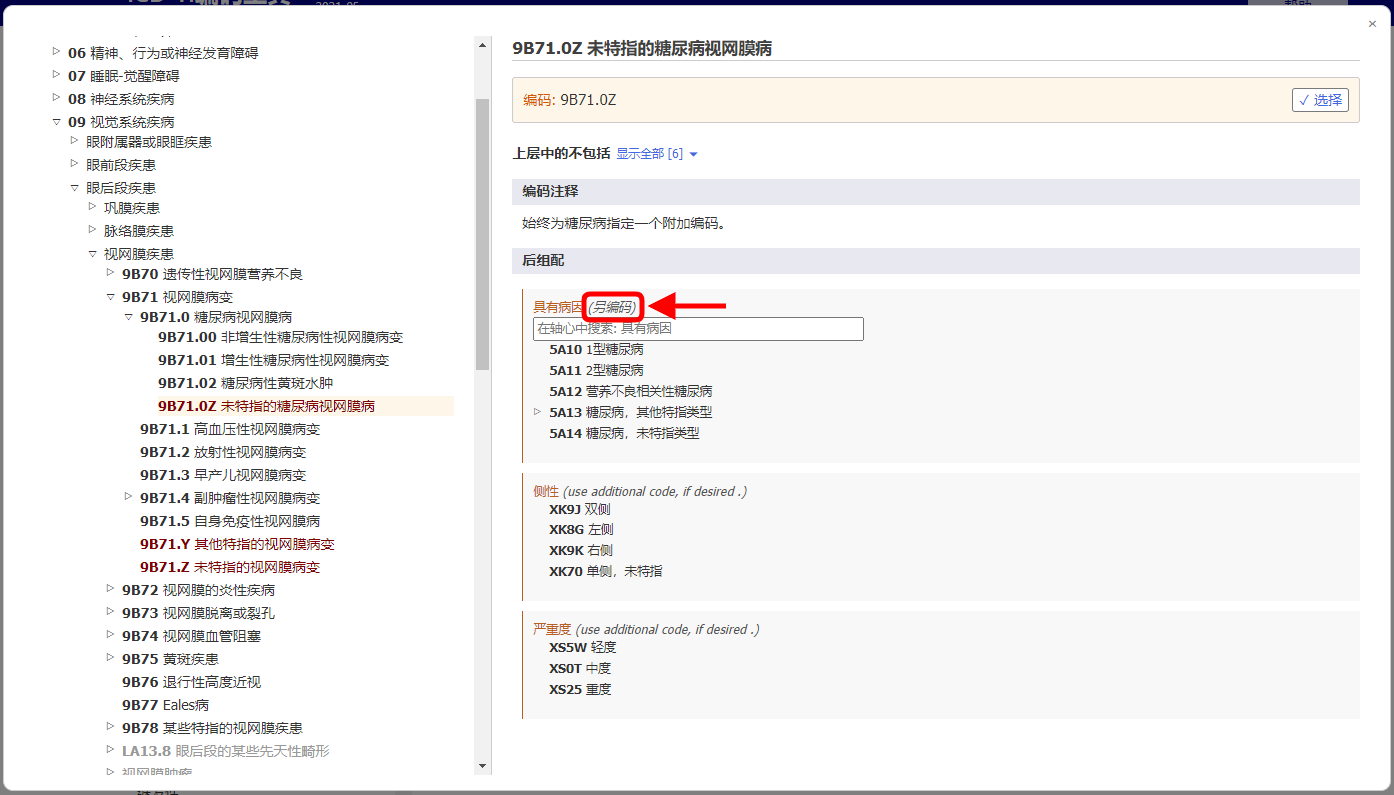 2021-05
帮助
×
06 精神、行为或神经发育障碍
07 睡眠-觉醒障碍
08 神经系统疾病
09 视觉系统疾病
眼附属器或眼眶疾患
眼前段疾患
眼后段疾患
巩膜疾患
脉络膜疾患
视网膜疾患
9B70 遗传性视网膜营养不良
9B71 视网膜病变
9B71.0 糖尿病视网膜病
9B71.00 非增生性糖尿病性视网膜病变
9B71.01 增生性糖尿病性视网膜病变
9B71.02 糖尿病性黄斑水肿
9B71.0Z 未特指的糖尿病视网膜病
9B71.1 高血压性视网膜病变
9B71.2 放射性视网膜病变
9B71.3 早产儿视网膜病变
9B71.4 副肿瘤性视网膜病变
9B71.5 自身免疫性视网膜病
9B71.Y 其他特指的视网膜病变
9B71.Z 未特指的视网膜病变
9B72 视网膜的炎性疾病
9B73 视网膜脱离或裂孔
9B74 视网膜血管阻塞
9B75 黄斑疾患
9B76 退行性高度近视
9B77 Eales病
9B78 某些特指的视网膜疾患
LA13.8 眼后段的某些先天性畸形
视网膜肿瘤
9B71.0Z 未特指的糖尿病视网膜病
编码: 9B71.0Z
✓ 选择
上层中的不包括 显示全部 [6]
编码注释
始终为糖尿病指定一个附加编码。
后组配
具有病因 (另编码)
在轴心中搜索: 具有病因
5A10 1型糖尿病
5A11 2型糖尿病
5A12 营养不良相关性糖尿病
5A13 糖尿病，其他特指类型
5A14 糖尿病，未特指类型
侧性 (use additional code, if desired .)
XK9J 双侧
XK8G 左侧
XK9K 右侧
XK70 单侧，未特指
严重度 (use additional code, if desired .)
XS5W 轻度
XS0T 中度
XS25 重度